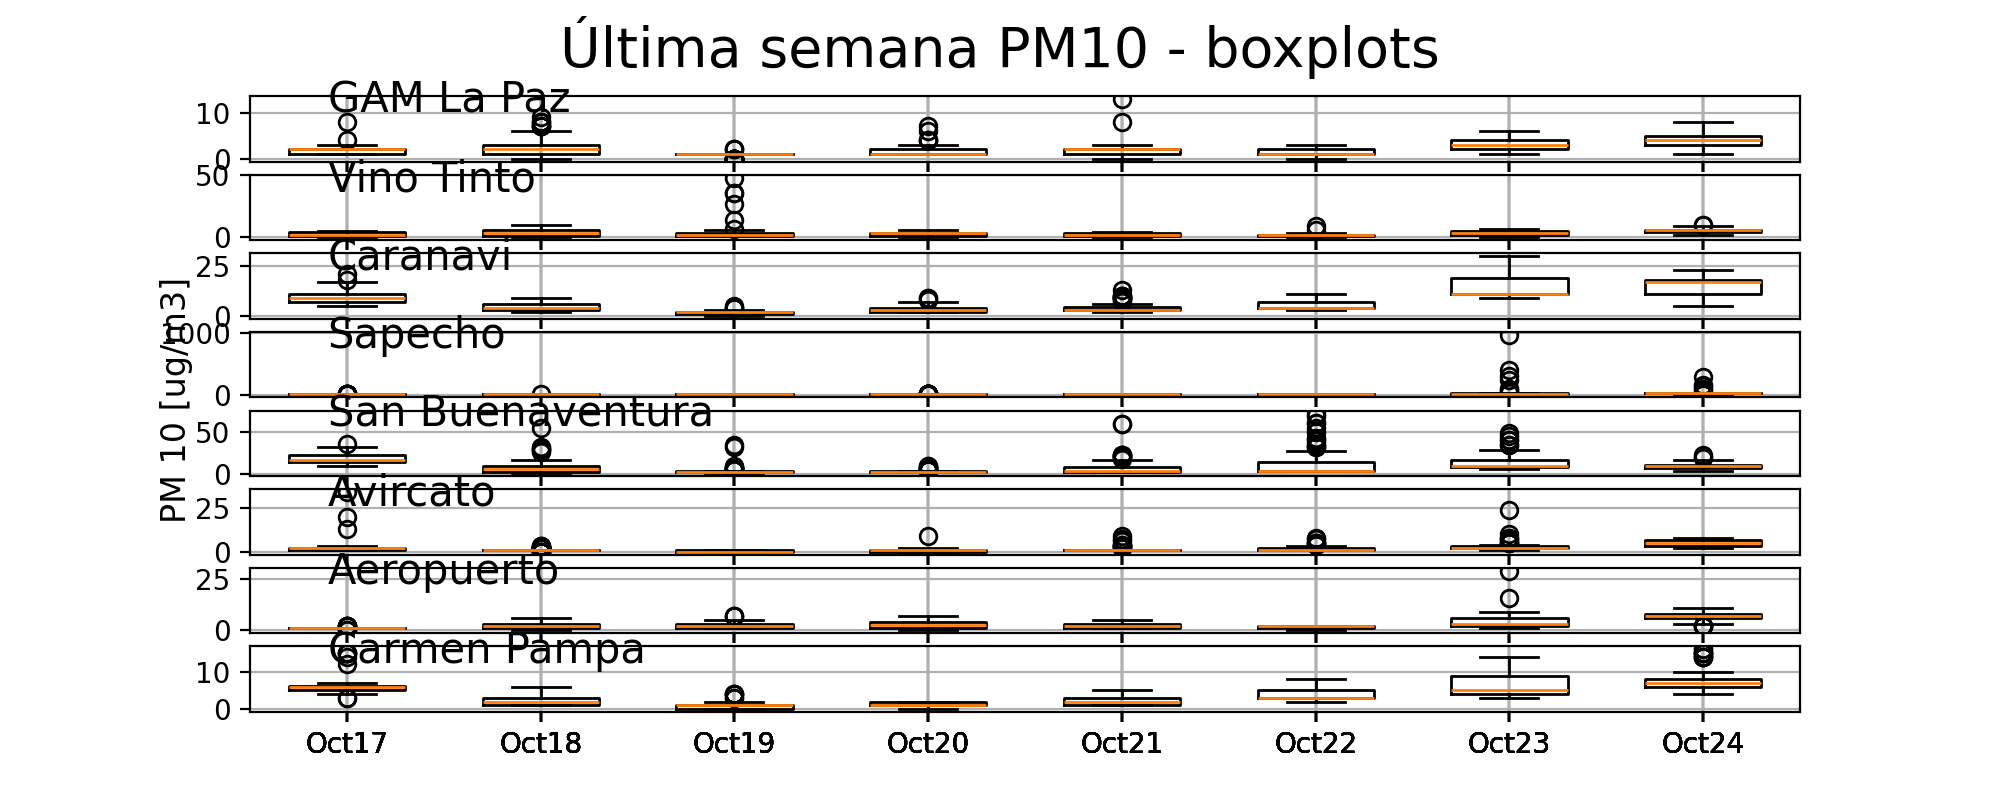 Última semana PM10 - boxplots
GAM La Paz
10
0
Vino Tinto
50
0
Caranavi
25
0
PM 10 [ug/m3]
Sapecho
1000
0
San Buenaventura
50
0
Avircato
25
0
Aeropuerto
25
0
Carmen Pampa
10
0
Oct17 Oct18 Oct19 Oct20 Oct21 Oct22 Oct23 Oct24